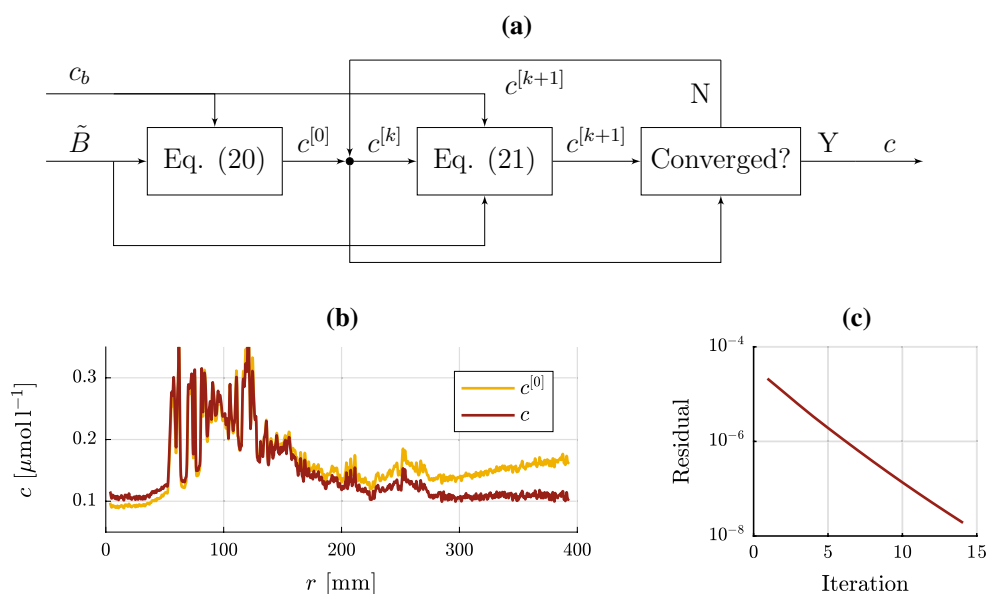 (a)
c_b
c^{[k+1]}
N
B̃
Eq. (20)
c^{[0]}
c^{[k]}
Eq. (21)
c^{[k+1]}
Converged?
Y
c
(b)
c [μmol l^{−1}]
0.3
0.2
0.1
c^{[0]}
c
0
100
200
300
400
r [mm]
(c)
Residual
10^{−4}
10^{−6}
10^{−8}
0
5
10
15
Iteration